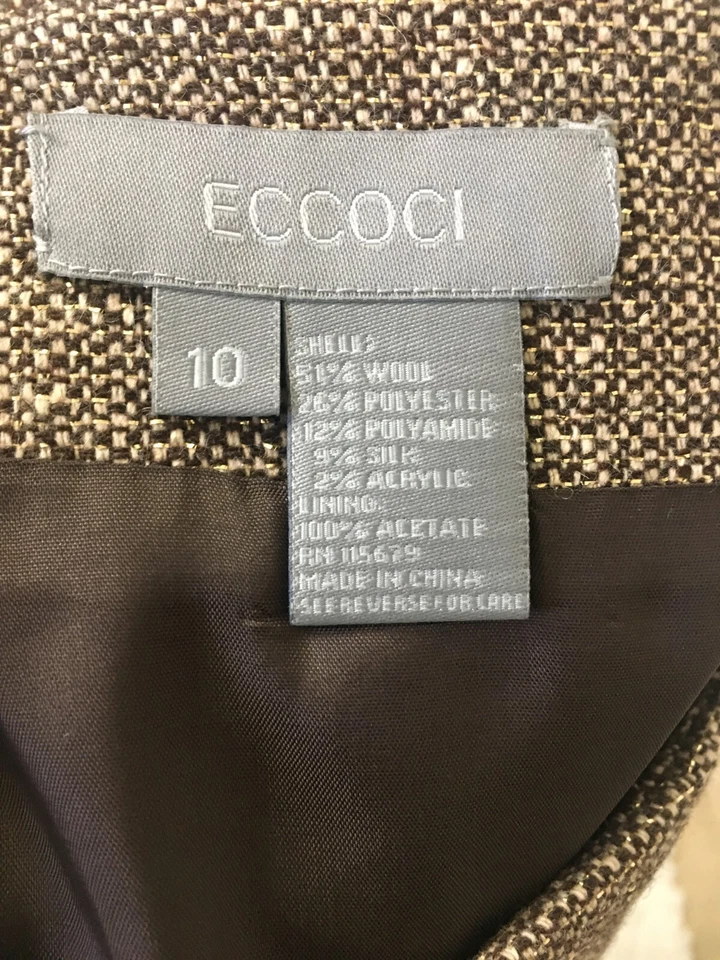 ECCOCI
10
SHELL:
51% WOOL
26% POLYESTER
12% POLYAMIDE
9% SILK
2% ACRYLIC
LINING:
100% ACETATE
RN 115679
MADE IN CHINA
SEE REVERSE FOR CARE